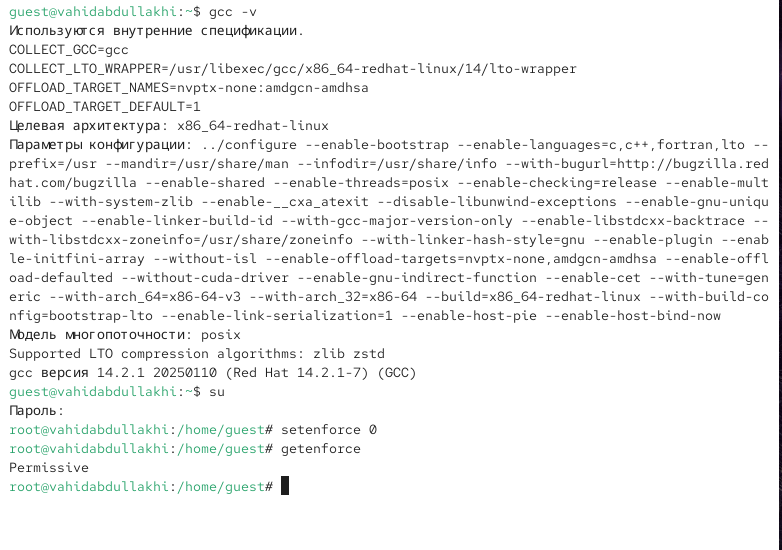 guest@vahidabdullakhi:~$ gcc -v
Используются внутренние спецификации.
COLLECT_GCC=gcc
COLLECT_LTO_WRAPPER=/usr/libexec/gcc/x86_64-redhat-linux/14/lto-wrapper
OFFLOAD_TARGET_NAMES=nvptx-none:amdgcn-amdhsa
OFFLOAD_TARGET_DEFAULT=1
Целевая архитектура: x86_64-redhat-linux
Параметры конфигурации: ../configure --enable-bootstrap --enable-languages=c,c++,fortran,lto --
prefix=/usr --mandir=/usr/share/man --infodir=/usr/share/info --with-bugurl=http://bugzilla.red
hat.com/bugzilla --enable-shared --enable-threads=posix --enable-checking=release --enable-mult
ilib --with-system-zlib --enable-__cxa_atexit --disable-libunwind-exceptions --enable-gnu-uniqu
e-object --enable-linker-build-id --with-gcc-major-version-only --enable-libstdcxx-backtrace --
with-libstdcxx-zoneinfo=/usr/share/zoneinfo --with-linker-hash-style=gnu --enable-plugin --enab
le-initfini-array --without-isl --enable-offload-targets=nvptx-none,amdgcn-amdhsa --enable-offl
oad-defaulted --without-cuda-driver --enable-gnu-indirect-function --enable-cet --with-tune=gen
eric --with-arch_64=x86-64-v3 --with-arch_32=x86-64 --build=x86_64-redhat-linux --with-build-co
nfig=bootstrap-lto --enable-link-serialization=1 --enable-host-pie --enable-host-bind-now
Модель многопоточности: posix
Supported LTO compression algorithms: zlib zstd
gcc версия 14.2.1 20250110 (Red Hat 14.2.1-7) (GCC)
guest@vahidabdullakhi:~$ su
Пароль:
root@vahidabdullakhi:/home/guest# setenforce 0
root@vahidabdullakhi:/home/guest# getenforce
Permissive
root@vahidabdullakhi:/home/guest#